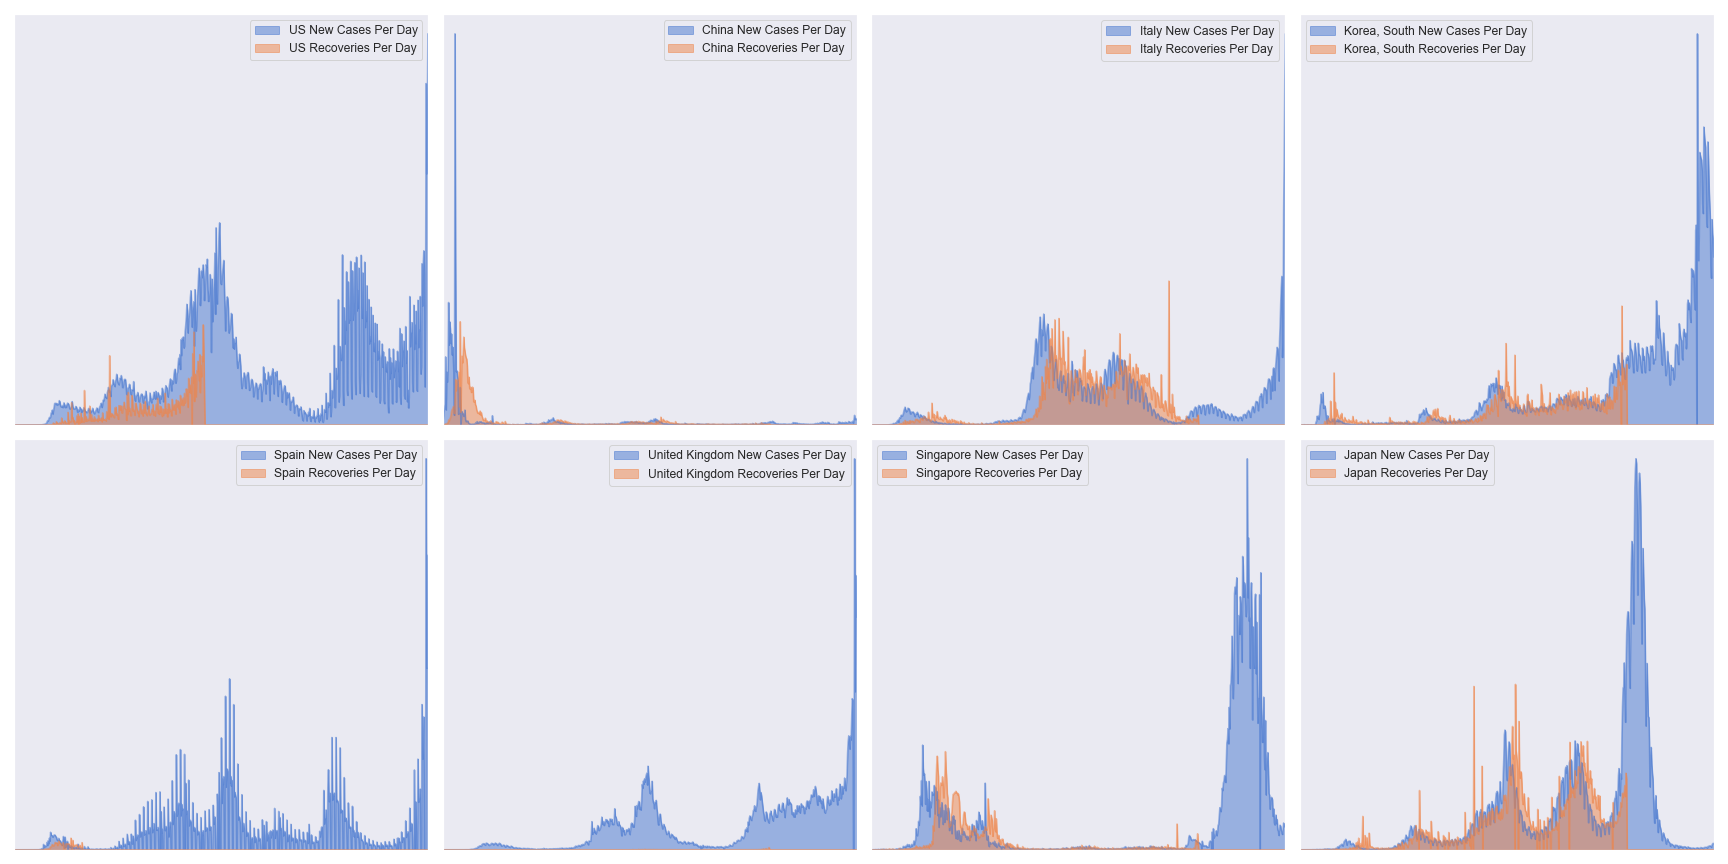 US New Cases Per Day
US Recoveries Per Day
China New Cases Per Day
China Recoveries Per Day
Italy New Cases Per Day
Italy Recoveries Per Day
Korea, South New Cases Per Day
Korea, South Recoveries Per Day
Spain New Cases Per Day
Spain Recoveries Per Day
United Kingdom New Cases Per Day
United Kingdom Recoveries Per Day
Singapore New Cases Per Day
Singapore Recoveries Per Day
Japan New Cases Per Day
Japan Recoveries Per Day